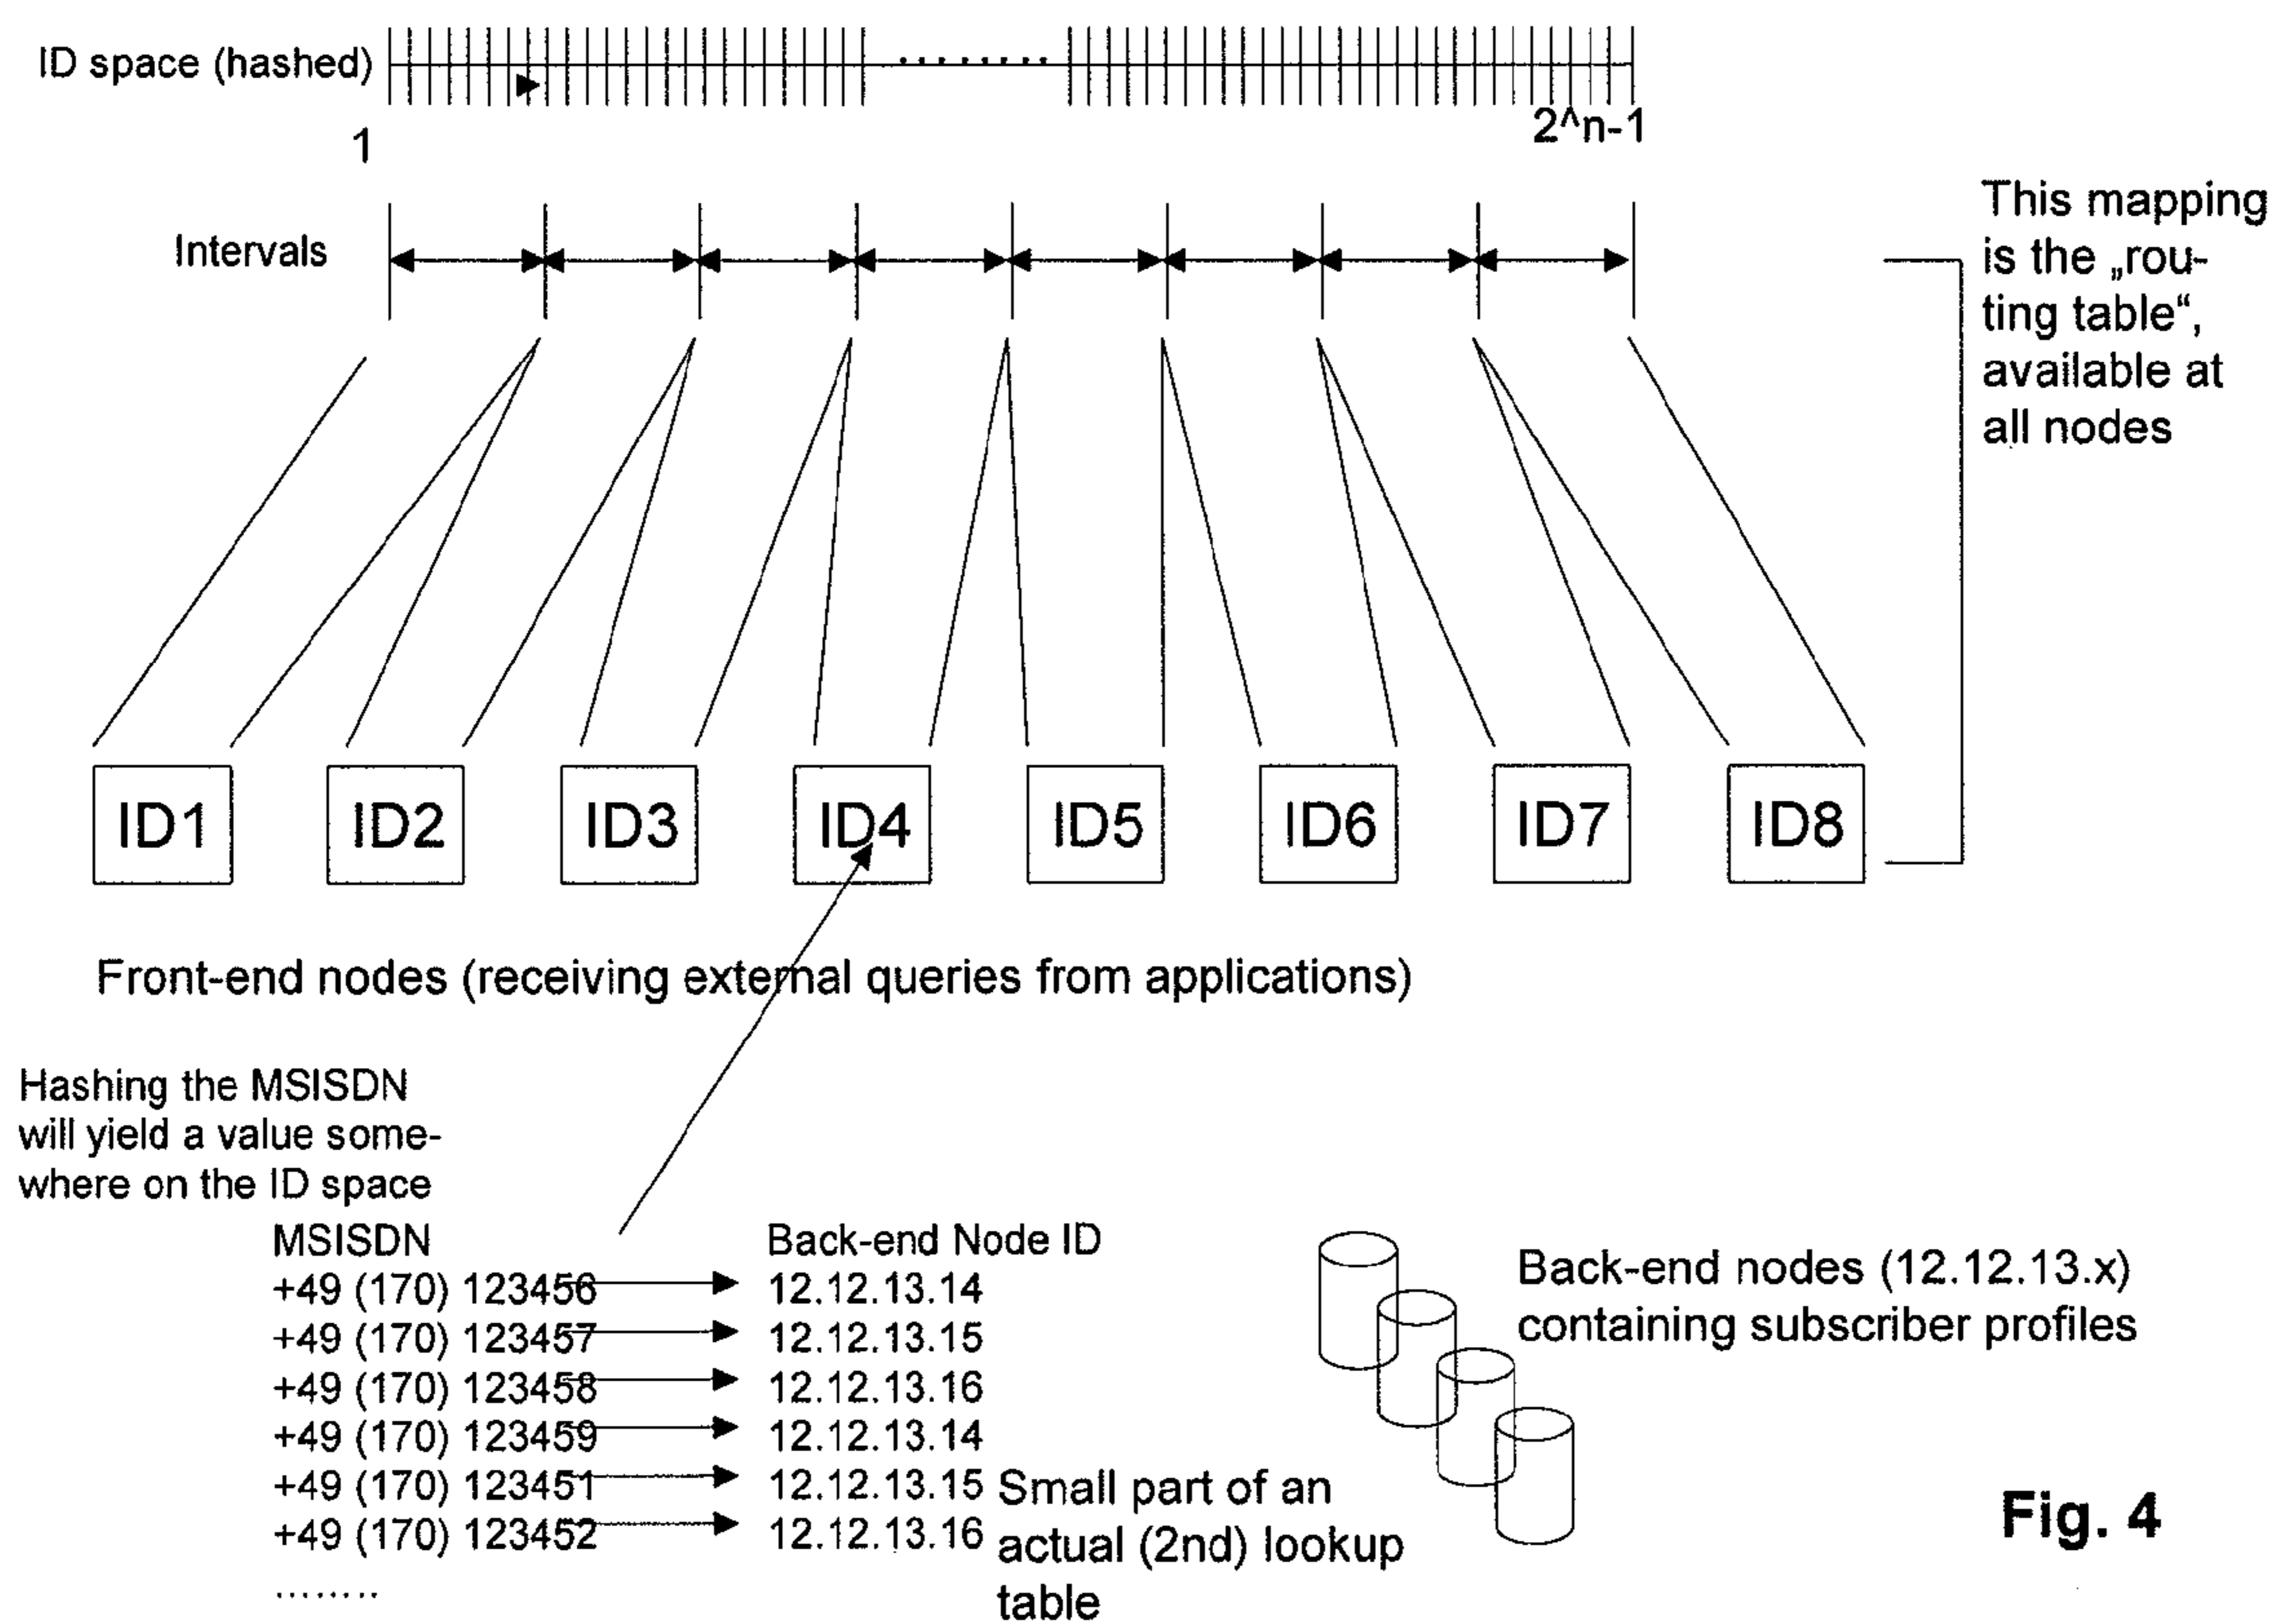 ID space (hashed)
1
2^n-1
Intervals
This mapping
is the „rou-
ting table“,
available at
all nodes
ID1 ID2 ID3 ID4 ID5 ID6 ID7 ID8
Front-end nodes (receiving external queries from applications)
Hashing the MSISDN
will yield a value some-
where on the ID space
MSISDN Back-end Node ID
+49 (170) 123456 12.12.13.14
+49 (170) 123457 12.12.13.15
+49 (170) 123458 12.12.13.16
+49 (170) 123459 12.12.13.14
+49 (170) 123451 12.12.13.15
+49 (170) 123452 12.12.13.16
........
Small part of an
actual (2nd) lookup
table
Back-end nodes (12.12.13.x)
containing subscriber profiles
Fig. 4